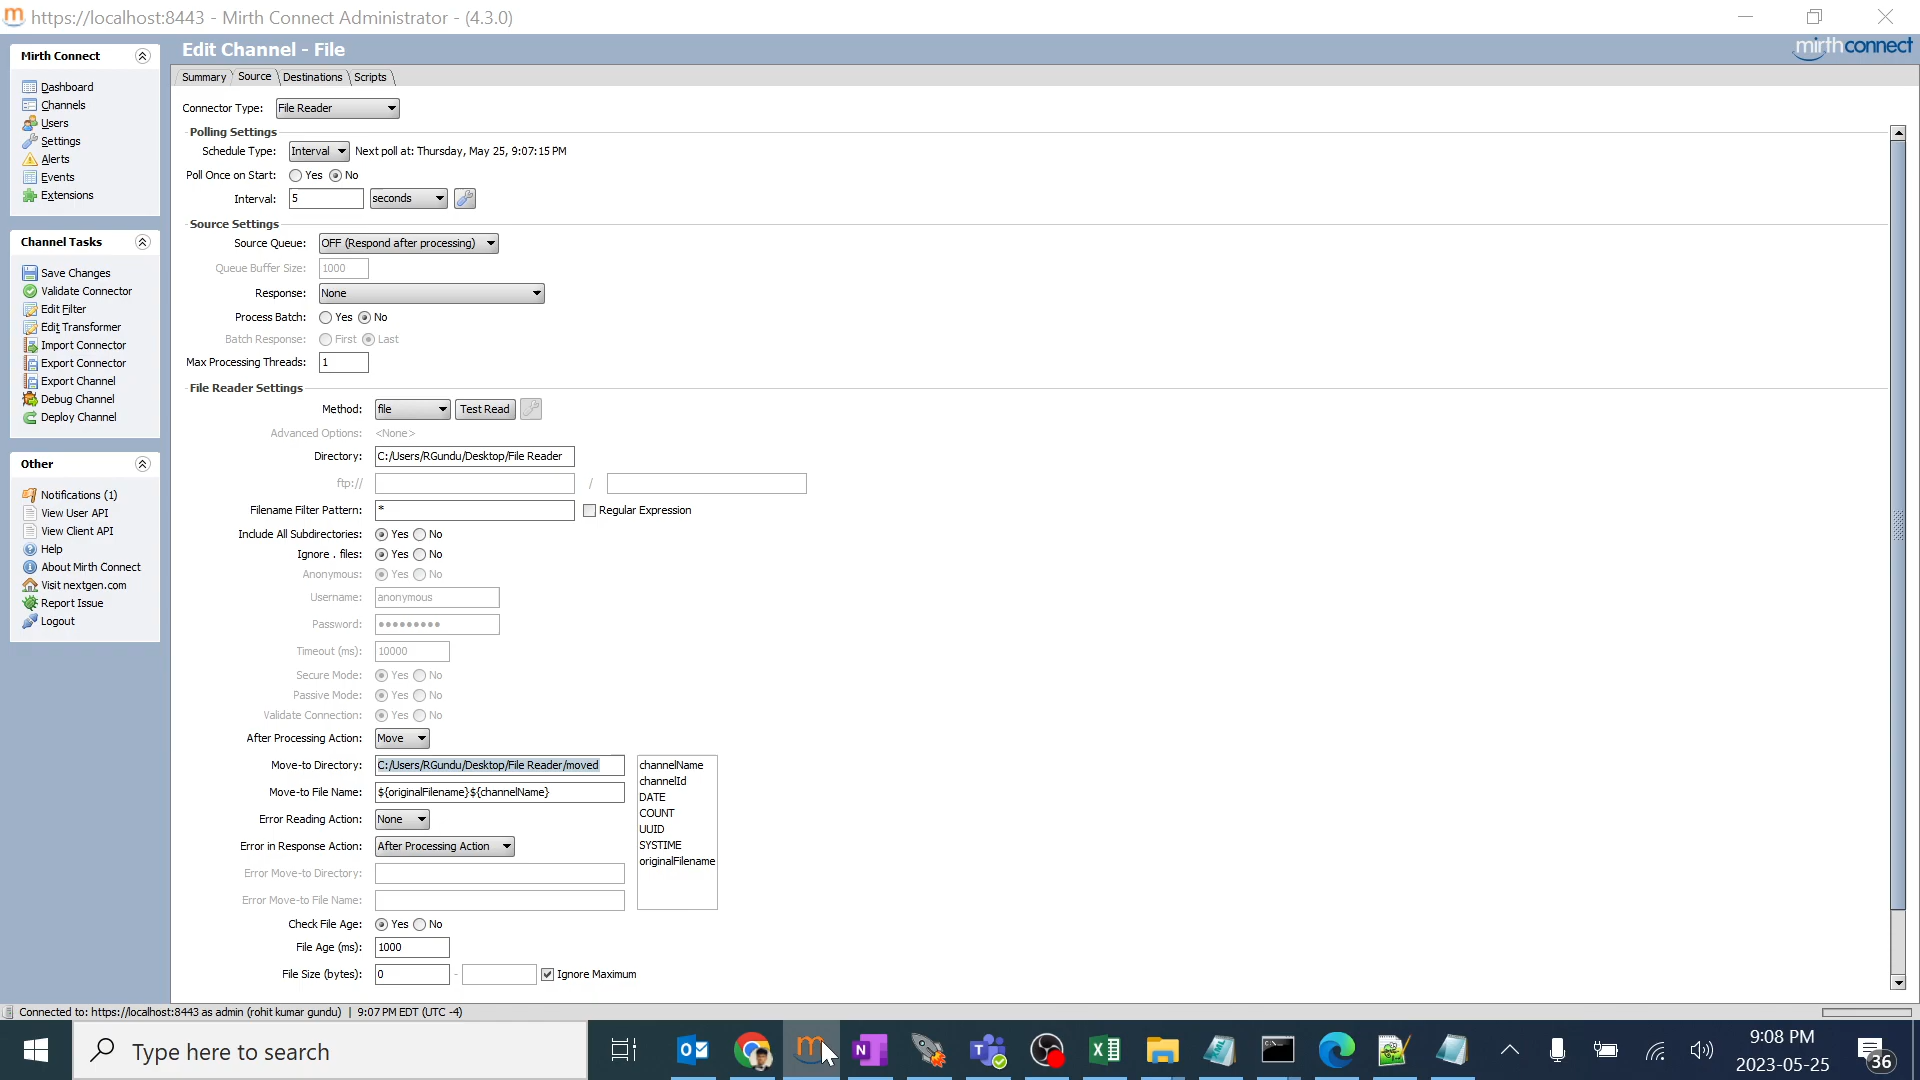 https://localhost:8443 - Mirth Connect Administrator - (4.3.0)
Mirth Connect
Dashboard
Channels
Users
Settings
Alerts
Events
Extensions
Channel Tasks
Save Changes
Validate Connector
Edit Filter
Edit Transformer
Import Connector
Export Connector
Export Channel
Debug Channel
Deploy Channel
Other
Notifications (1)
View User API
View Client API
Help
About Mirth Connect
Visit nextgen.com
Report Issue
Logout
Edit Channel - File
mirthconnect
Summary Source Destinations Scripts
Connector Type: File Reader
Polling Settings
Schedule Type: Interval Next poll at: Thursday, May 25, 9:07:15 PM
Poll Once on Start: Yes No
Interval: 5 seconds
Source Settings
Source Queue: OFF (Respond after processing)
Queue Buffer Size: 1000
Response: None
Process Batch: Yes No
Batch Response: First Last
Max Processing Threads: 1
File Reader Settings
Method: file Test Read
Advanced Options: <None>
Directory: C:/Users/RGundu/Desktop/File Reader
ftp:// /
Filename Filter Pattern: * Regular Expression
Include All Subdirectories: Yes No
Ignore . files: Yes No
Anonymous: Yes No
Username: anonymous
Password: •••••••••
Timeout (ms): 10000
Secure Mode: Yes No
Passive Mode: Yes No
Validate Connection: Yes No
After Processing Action: Move
Move-to Directory: C:/Users/RGundu/Desktop/File Reader/moved
Move-to File Name: ${originalFilename}${channelName}
Error Reading Action: None
Error in Response Action: After Processing Action
Error Move-to Directory:
Error Move-to File Name:
channelName
channelId
DATE
COUNT
UUID
SYSTIME
originalFilename
Check File Age: Yes No
File Age (ms): 1000
File Size (bytes): 0 - Ignore Maximum
Connected to: https://localhost:8443 as admin (rohit kumar gundu) | 9:07 PM EDT (UTC -4)
Type here to search
9:08 PM
2023-05-25
36